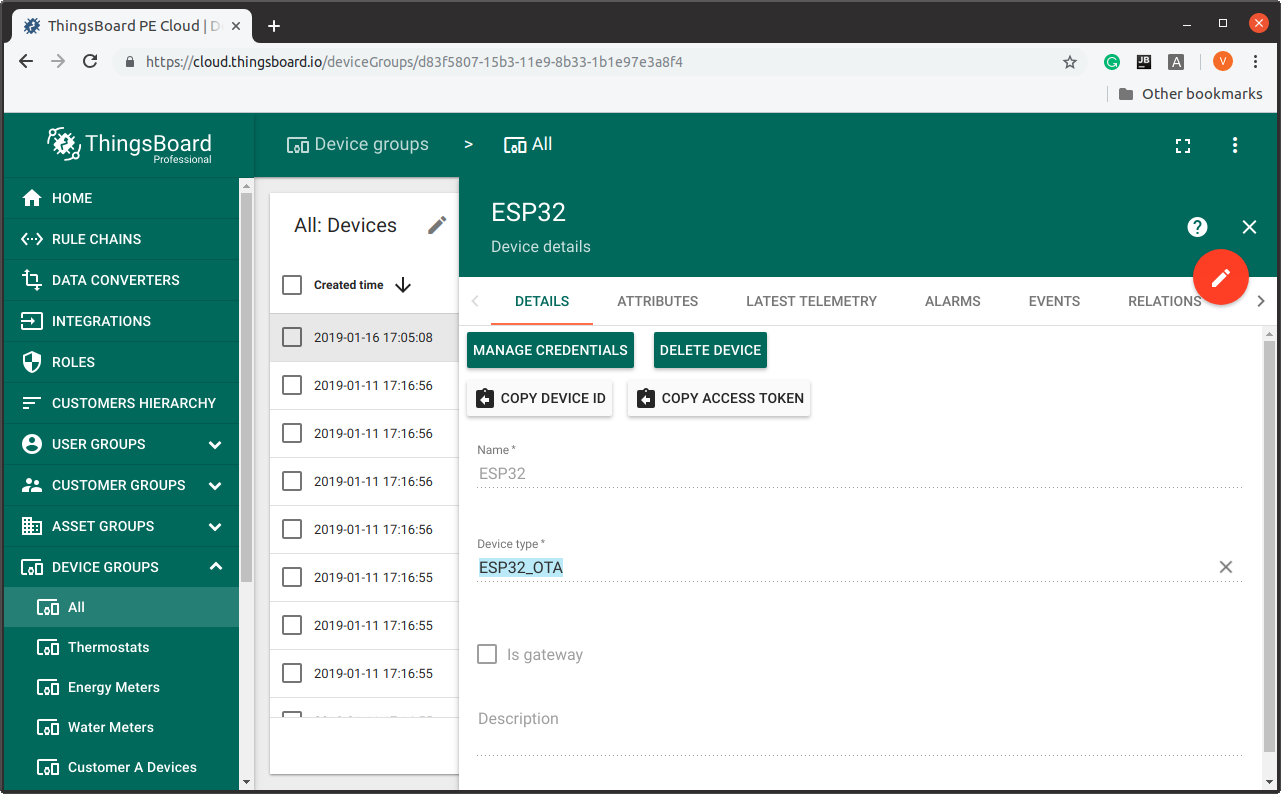 ThingsBoard PE Cloud | D
https://cloud.thingsboard.io/deviceGroups/d83f5807-15b3-11e9-8b33-1b1e97e3a8f4
JB
A
V
Other bookmarks
ThingsBoard
Professional
Device groups > All
HOME
RULE CHAINS
DATA CONVERTERS
INTEGRATIONS
ROLES
CUSTOMERS HIERARCHY
USER GROUPS
CUSTOMER GROUPS
ASSET GROUPS
DEVICE GROUPS
All
Thermostats
Energy Meters
Water Meters
Customer A Devices
All: Devices
Created time
2019-01-16 17:05:08
2019-01-11 17:16:56
2019-01-11 17:16:56
2019-01-11 17:16:56
2019-01-11 17:16:56
2019-01-11 17:16:55
2019-01-11 17:16:55
2019-01-11 17:16:55
ESP32
Device details
DETAILS ATTRIBUTES LATEST TELEMETRY ALARMS EVENTS RELATIONS
MANAGE CREDENTIALS DELETE DEVICE
COPY DEVICE ID COPY ACCESS TOKEN
Name *
ESP32
Device type *
ESP32_OTA
Is gateway
Description